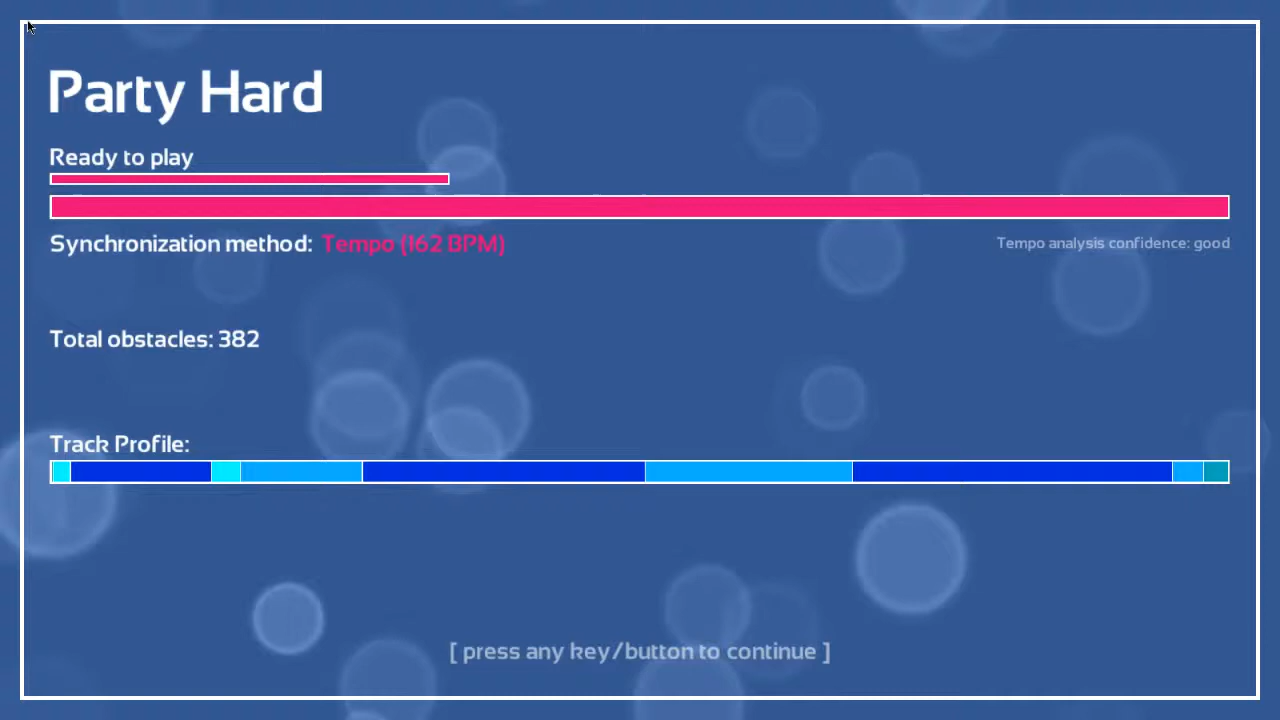 Party Hard
Ready to play
Synchronization method: Tempo (162 BPM)
Tempo analysis confidence: good
Total obstacles: 382
Track Profile:
[ press any key/button to continue ]